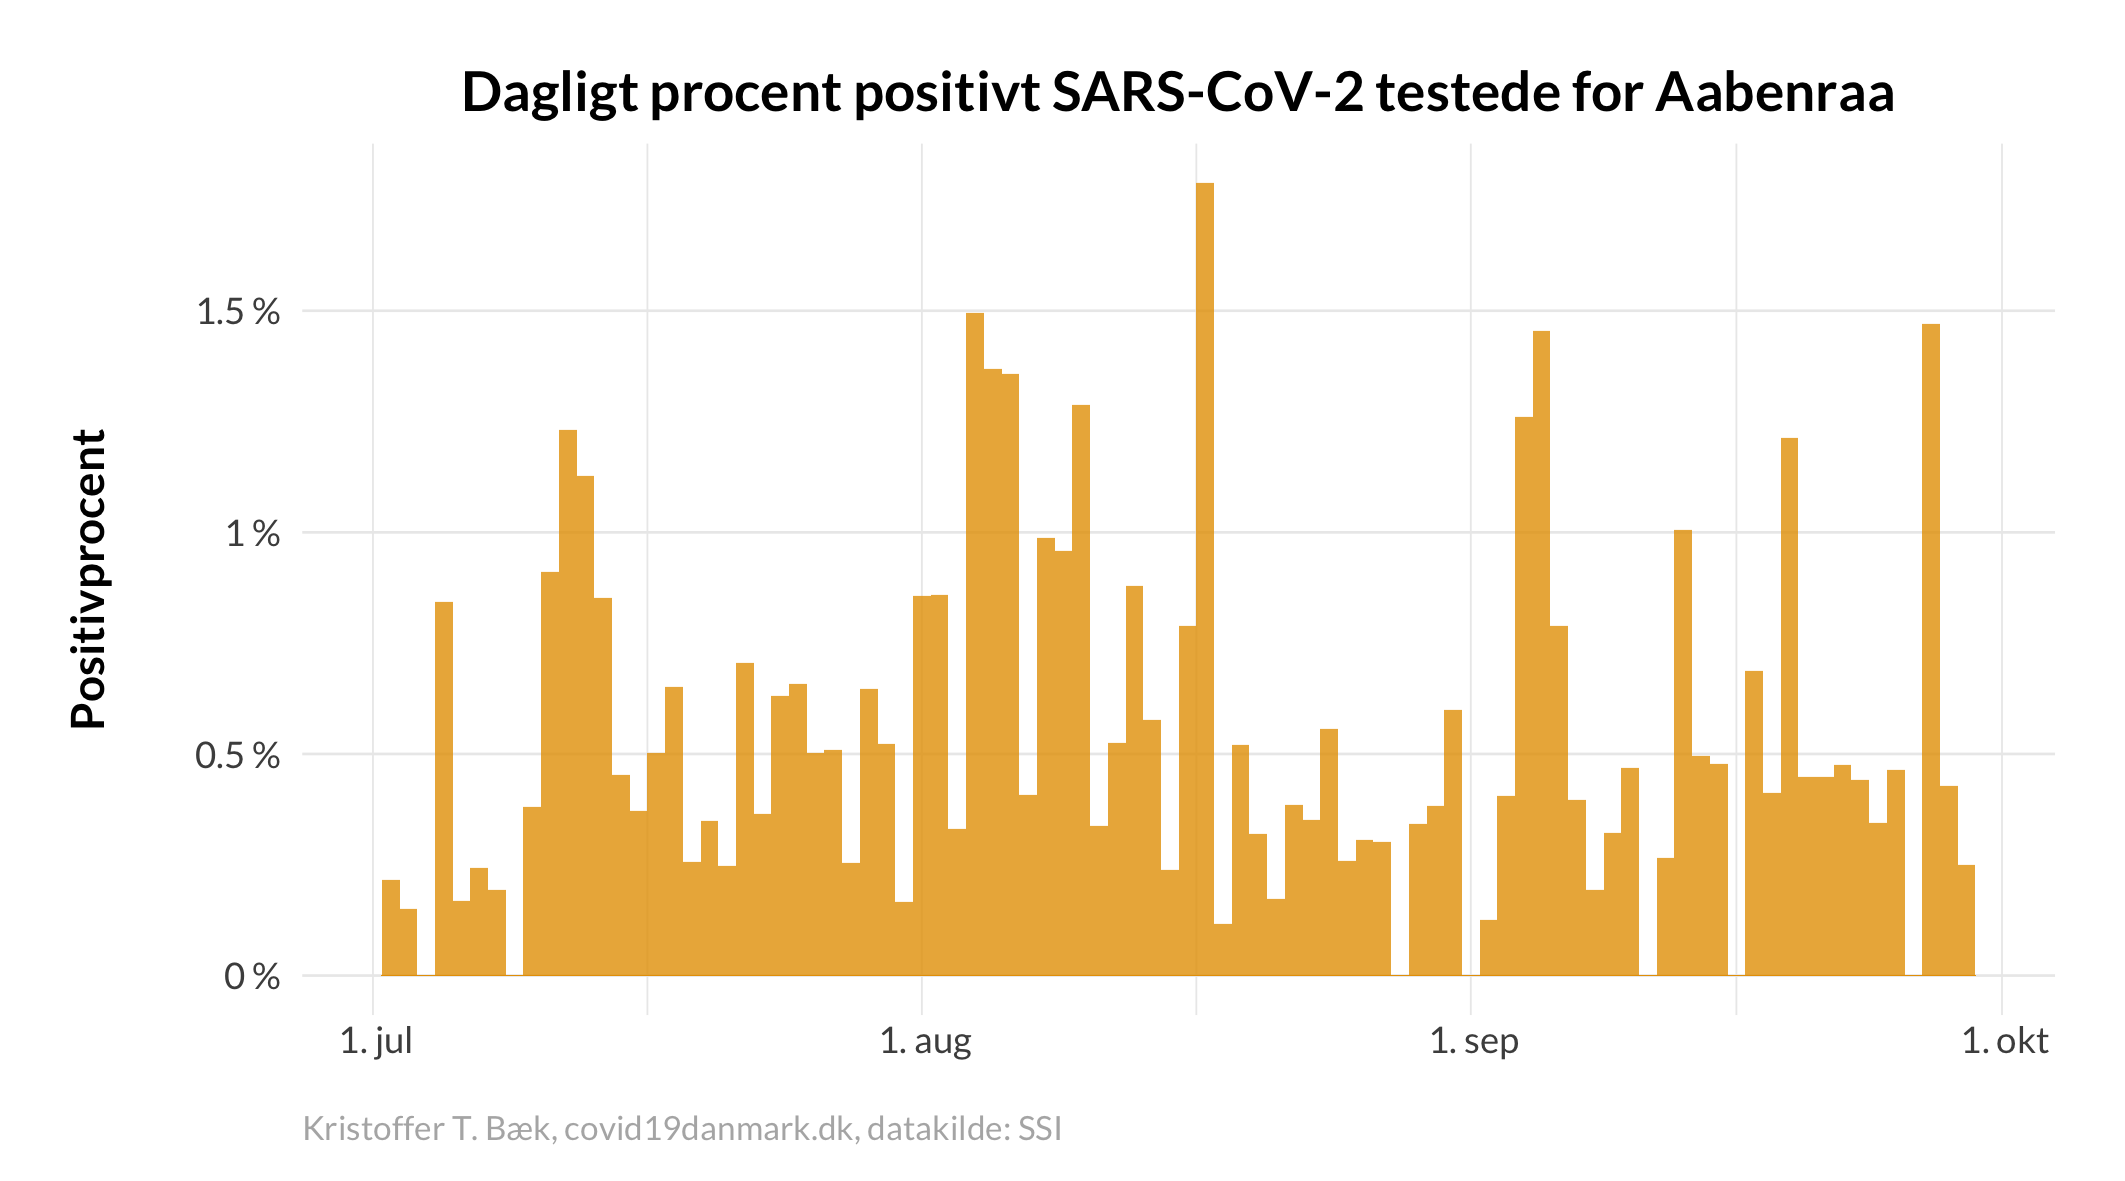 Dagligt procent positivt SARS-CoV-2 testede for Aabenraa
Positivprocent
1.5 %
1 %
0.5 %
0 %
1. jul
1. aug
1. sep
1. okt
Kristoffer T. Bæk, covid19danmark.dk, datakilde: SSI